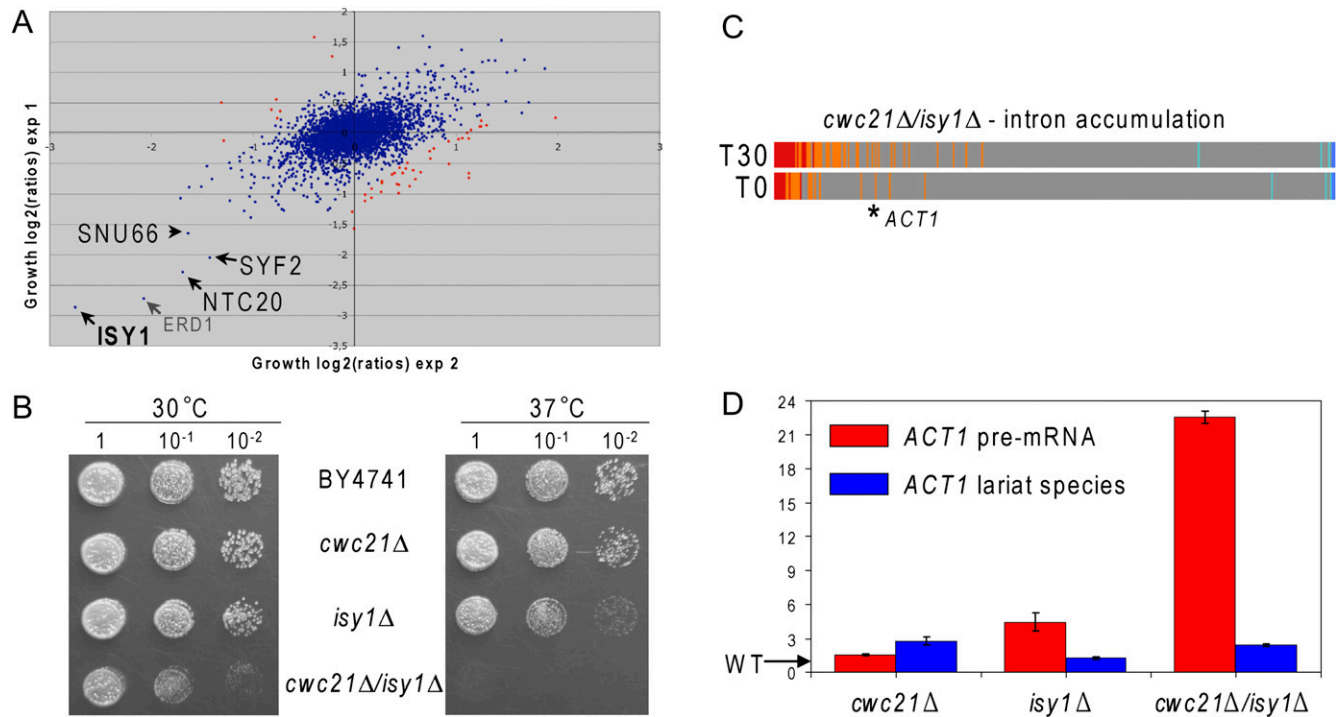 A
Growth log2(ratios) exp 1
2
1,5
1
0,5
0
-0,5
-1
-1,5
-2
-2,5
-3
-3,5
-3
-2
-1
0
1
2
3
SNU66
SYF2
NTC20
ERD1
ISY1
Growth log2(ratios) exp 2
B
30°C
37°C
1 10⁻¹ 10⁻²
1 10⁻¹ 10⁻²
BY4741
cwc21Δ
isy1Δ
cwc21Δ/isy1Δ
C
cwc21Δ/isy1Δ - intron accumulation
T30
T0
* ACT1
D
24
21
18
15
12
9
6
3
0
WT
ACT1 pre-mRNA
ACT1 lariat species
cwc21Δ
isy1Δ
cwc21Δ/isy1Δ